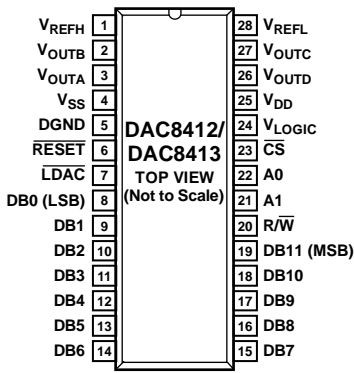 VREFH 1
VOUTB 2
VOUTA 3
VSS 4
DGND 5
RESET 6
LDAC 7
DB0 (LSB) 8
DB1 9
DB2 10
DB3 11
DB4 12
DB5 13
DB6 14
DAC8412/
DAC8413
TOP VIEW
(Not to Scale)
28 VREFL
27 VOUTC
26 VOUTD
25 VDD
24 VLOGIC
23 CS
22 A0
21 A1
20 R/W
19 DB11 (MSB)
18 DB10
17 DB9
16 DB8
15 DB7